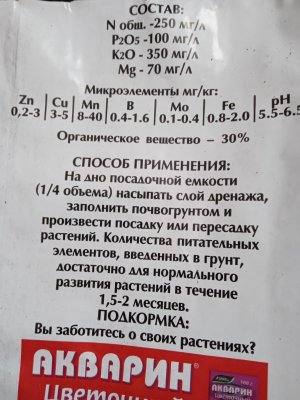 СОСТАВ:
N общ. -250 мг/л
P2O5 -100 мг/л
K2O - 350 мг/л
Mg - 70 мг/л
Микроэлементы мг/кг:
Zn Cu Mn B Mo Fe pH
0,2-3 3-5 8-40 0.4-1.6 0.1-0.4 0.8-2.0 5.5-6.5
Органическое вещество – 30%
СПОСОБ ПРИМЕНЕНИЯ:
На дно посадочной емкости
(1/4 объема) насыпать слой дренажа,
заполнить почвогрунтом и
произвести посадку или пересадку
растений. Количества питательных
элементов, введенных в грунт,
достаточно для нормального
развития растений в течение
1,5-2 месяцев.
ПОДКОРМКА:
Вы заботитесь о своих растениях?
АКВАРИН
Цветочный
100 г
АКВАРИН
ЦВЕТОЧНЫЙ